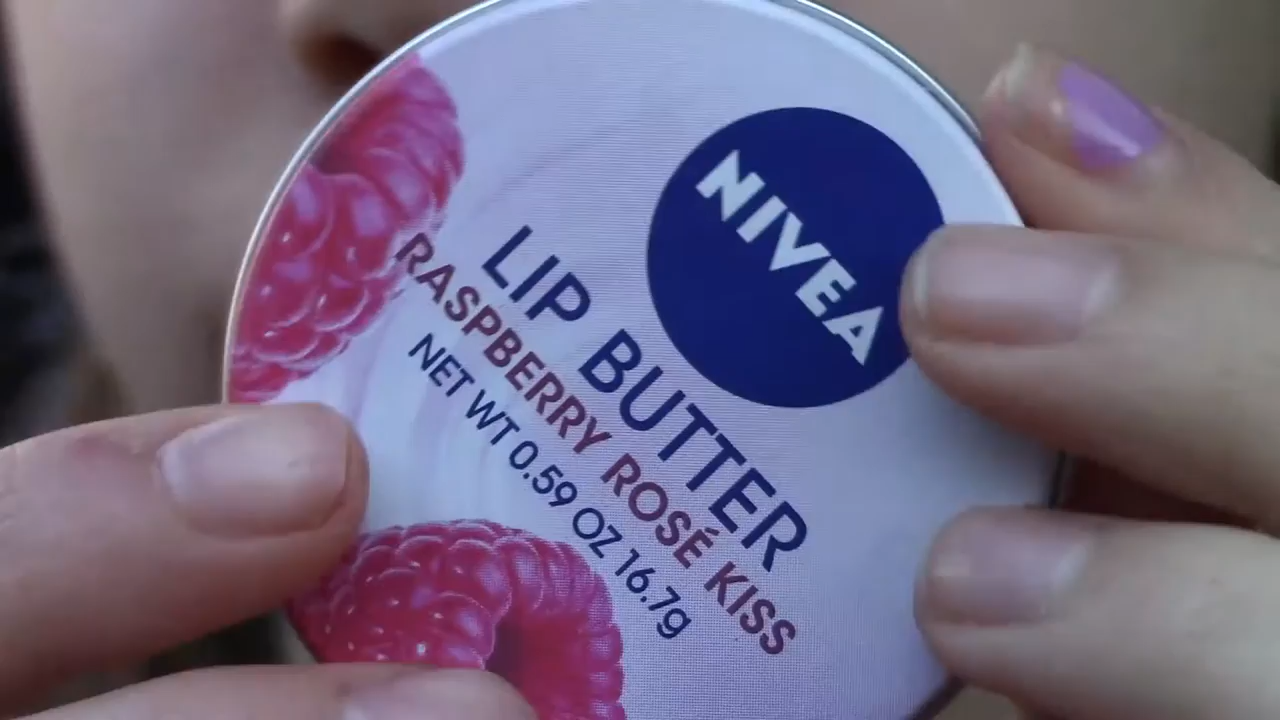 NIVEA
LIP BUTTER
RASPBERRY ROSÉ KISS
NET WT 0.59 OZ 16.7g